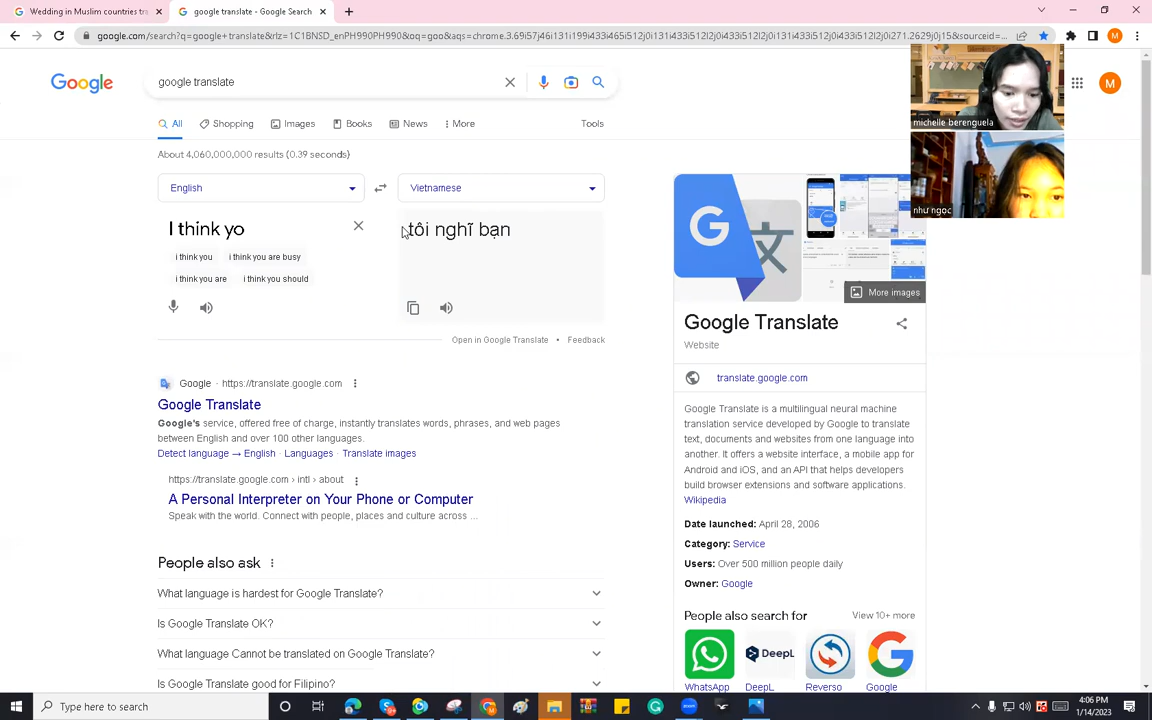 Wedding in Muslim countries tra
google translate - Google Search
google.com/search?q=google+translate&rlz=1C1BNSD_enPH990PH990&oq=goo&aqs=chrome.3.69i57j46i131i199i433i465i512j0i131i433i512l2j0i131i433i512l2j0i271.2629j0j15&sourceid=...
M
Google
google translate
M
All
Shopping
Images
Books
News
More
Tools
About 4,060,000,000 results (0.39 seconds)
English
Vietnamese
I think yo
tôi nghĩ bạn
i think you
i think you are busy
i think you are
i think you should
Open in Google Translate • Feedback
Google · https://translate.google.com
Google Translate
Google's service, offered free of charge, instantly translates words, phrases, and web pages
between English and over 100 other languages.
Detect language → English · Languages · Translate images
https://translate.google.com › intl › about
A Personal Interpreter on Your Phone or Computer
Speak with the world. Connect with people, places and culture across ...
People also ask
What language is hardest for Google Translate?
Is Google Translate OK?
What language Cannot be translated on Google Translate?
Is Google Translate good for Filipino?
michelle berenguela
như ngọc
G
文
More images
Google Translate
Website
translate.google.com
Google Translate is a multilingual neural machine
translation service developed by Google to translate
text, documents and websites from one language into
another. It offers a website interface, a mobile app for
Android and iOS, and an API that helps developers
build browser extensions and software applications.
Wikipedia
Date launched: April 28, 2006
Category: Service
Users: Over 500 million people daily
Owner: Google
People also search for
View 10+ more
DeepL
WhatsApp
DeepL
Reverso
Google
Type here to search
zoom
4:06 PM
1/14/2023